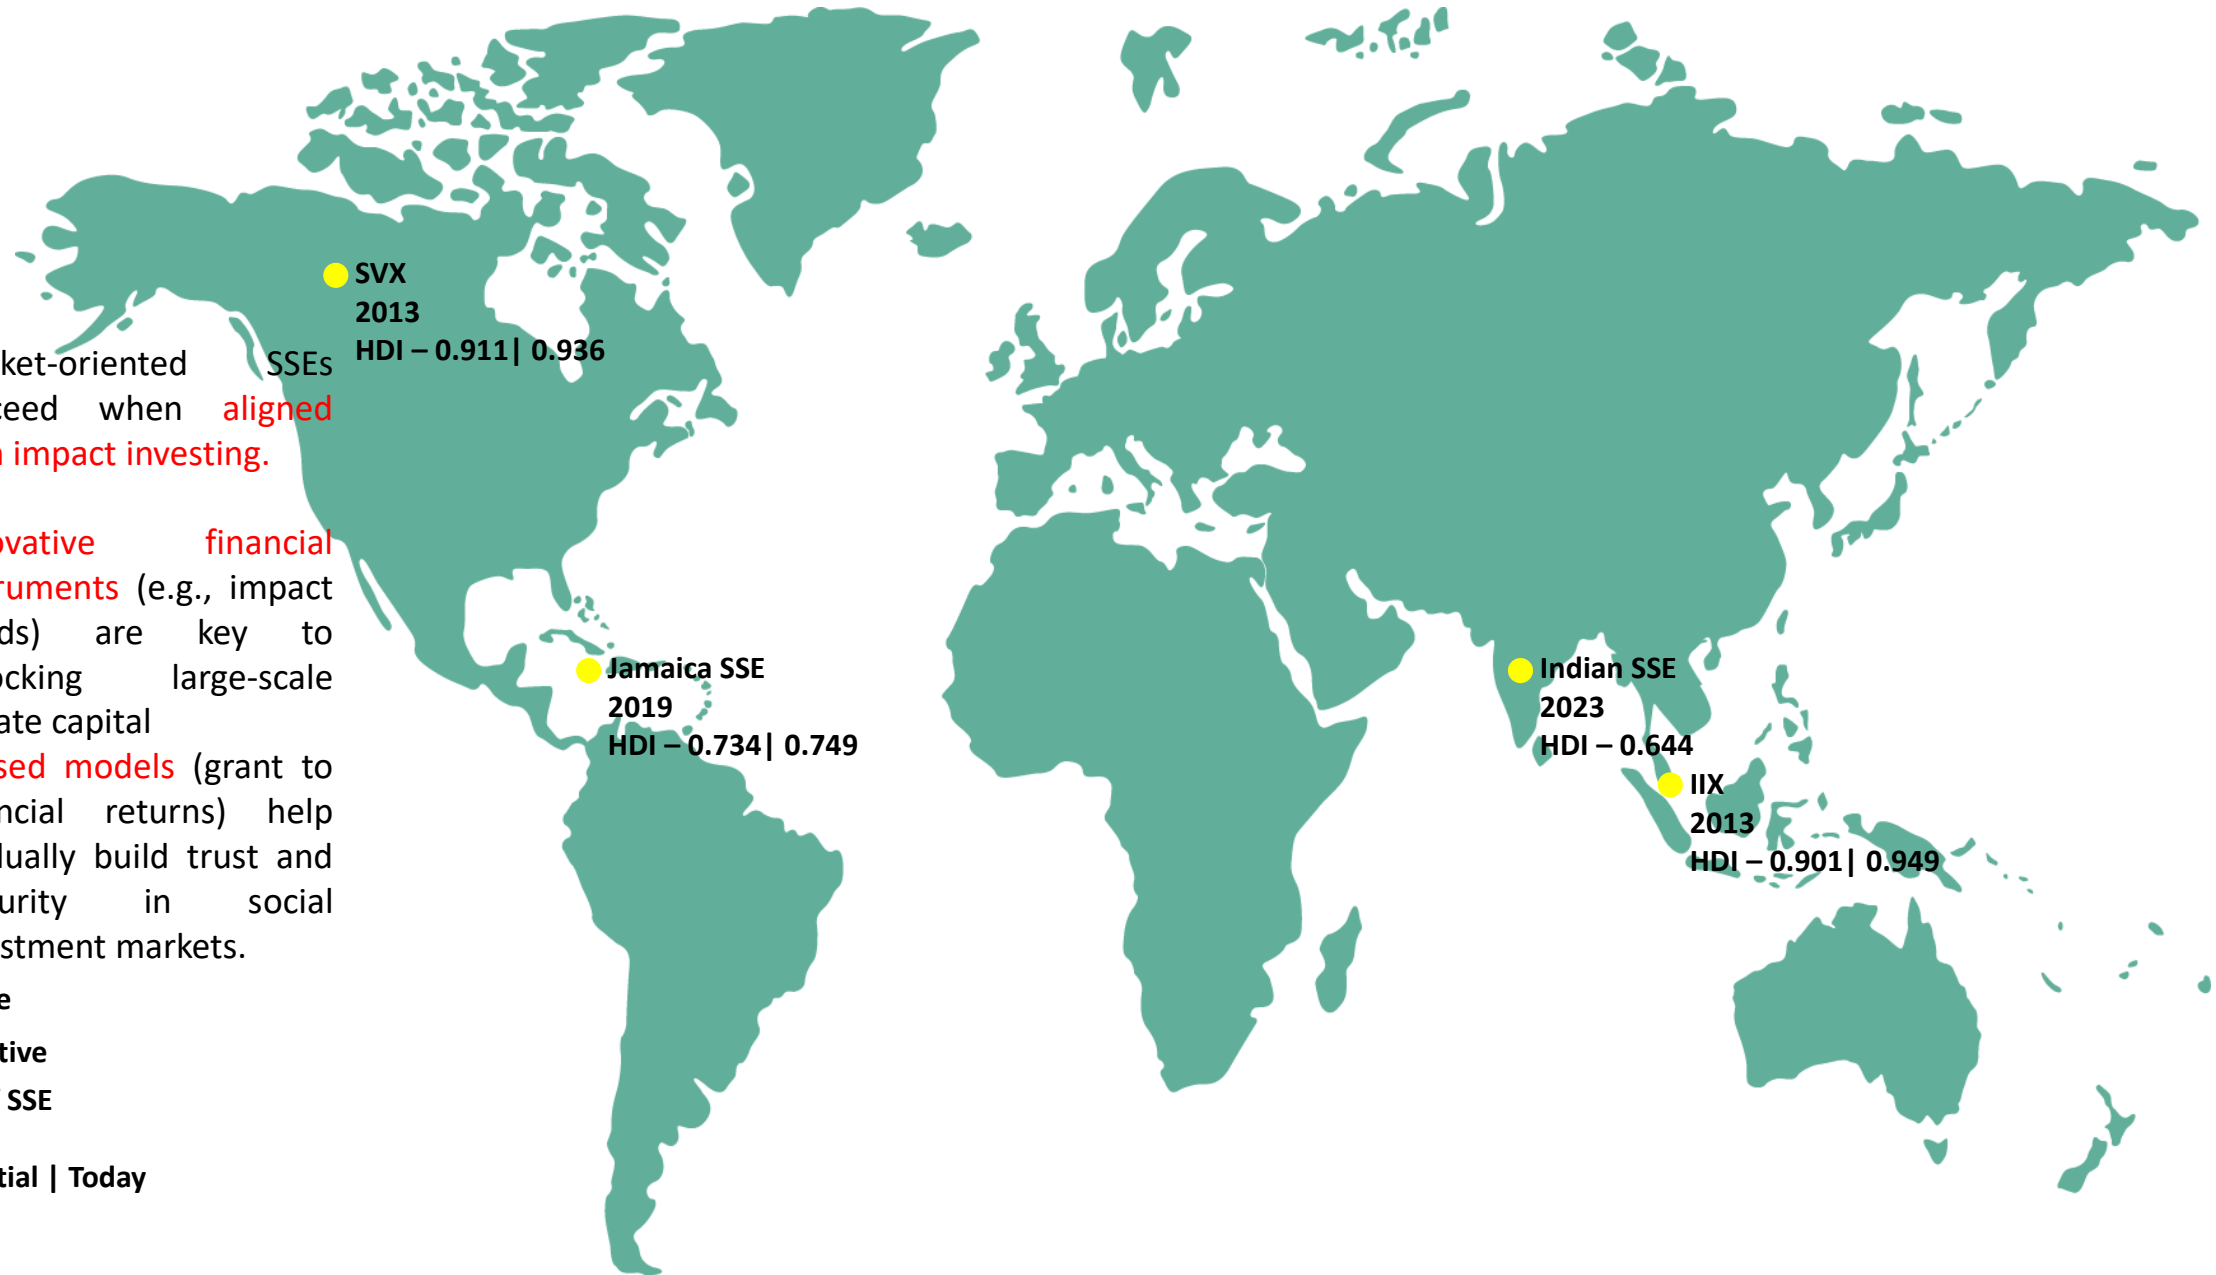 SVX
2013
HDI – 0.911| 0.936
ket-oriented SSEs
ceed when aligned
impact investing.
ovative financial
ruments (e.g., impact
ds) are key to
ocking large-scale
ate capital
sed models (grant to
ncial returns) help
dually build trust and
urity in social
stment markets.
e
tive
SSE
tial | Today
Jamaica SSE
2019
HDI – 0.734| 0.749
Indian SSE
2023
HDI – 0.644
IIX
2013
HDI – 0.901| 0.949